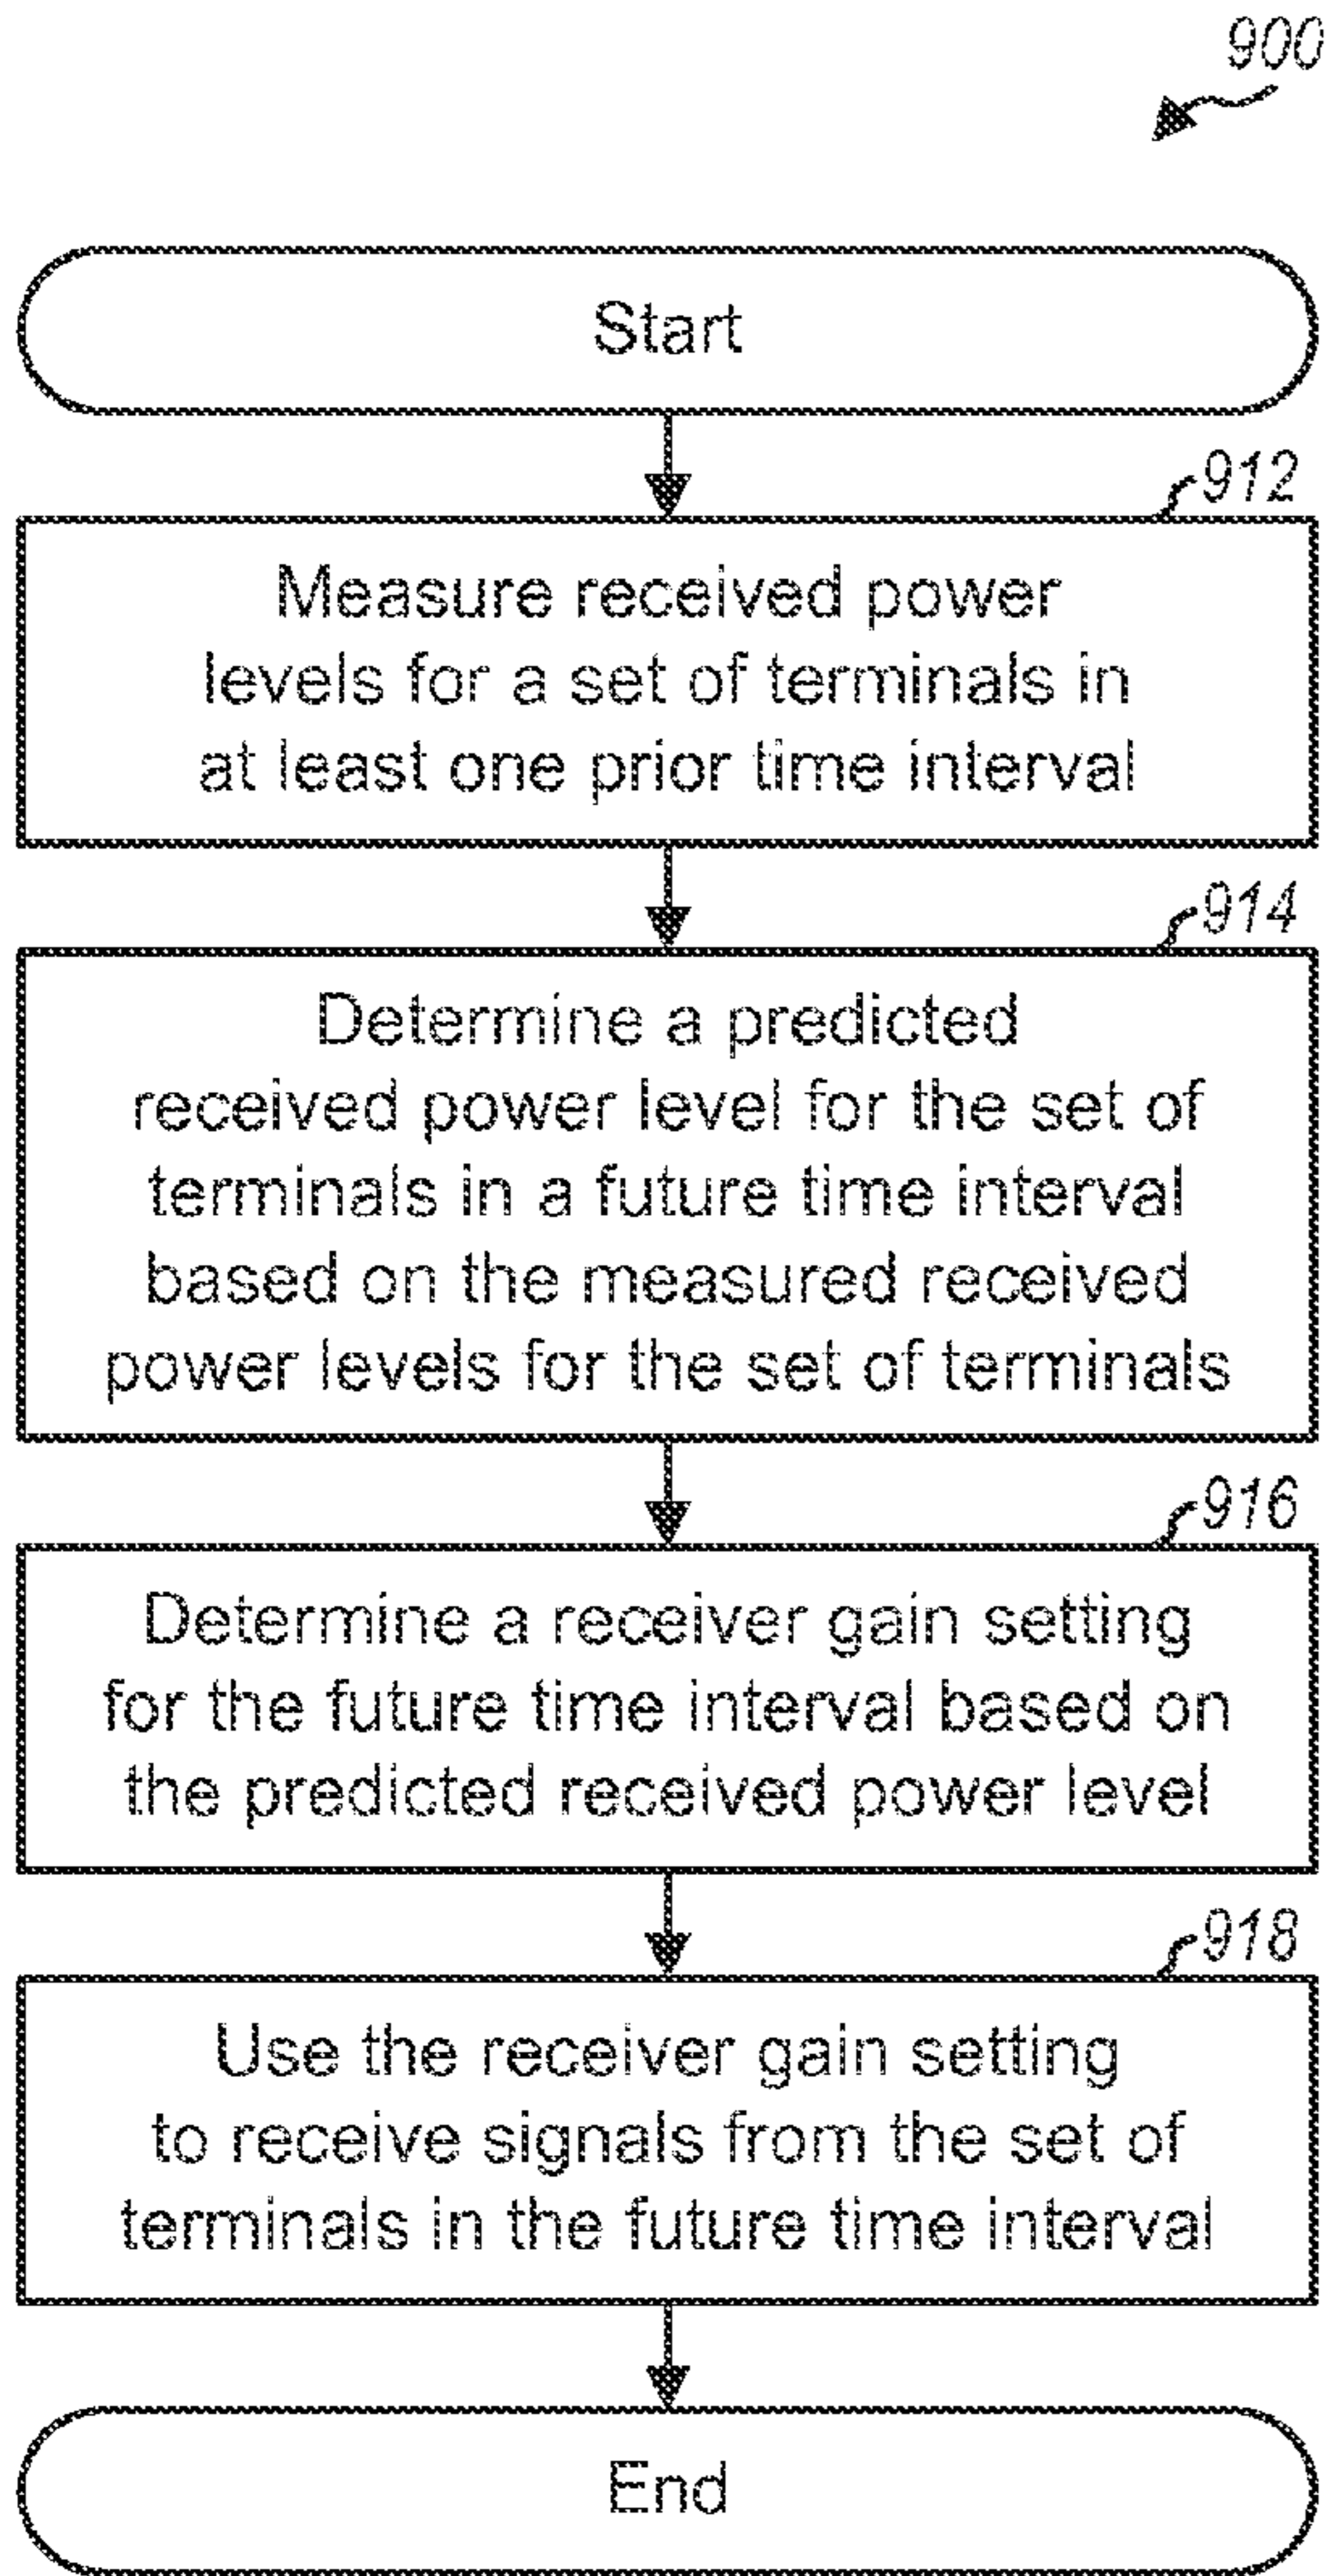 900
Start
912
Measure received power
levels for a set of terminals in
at least one prior time interval
914
Determine a predicted
received power level for the set of
terminals in a future time interval
based on the measured received
power levels for the set of terminals
916
Determine a receiver gain setting
for the future time interval based on
the predicted received power level
918
Use the receiver gain setting
to receive signals from the set of
terminals in the future time interval
End